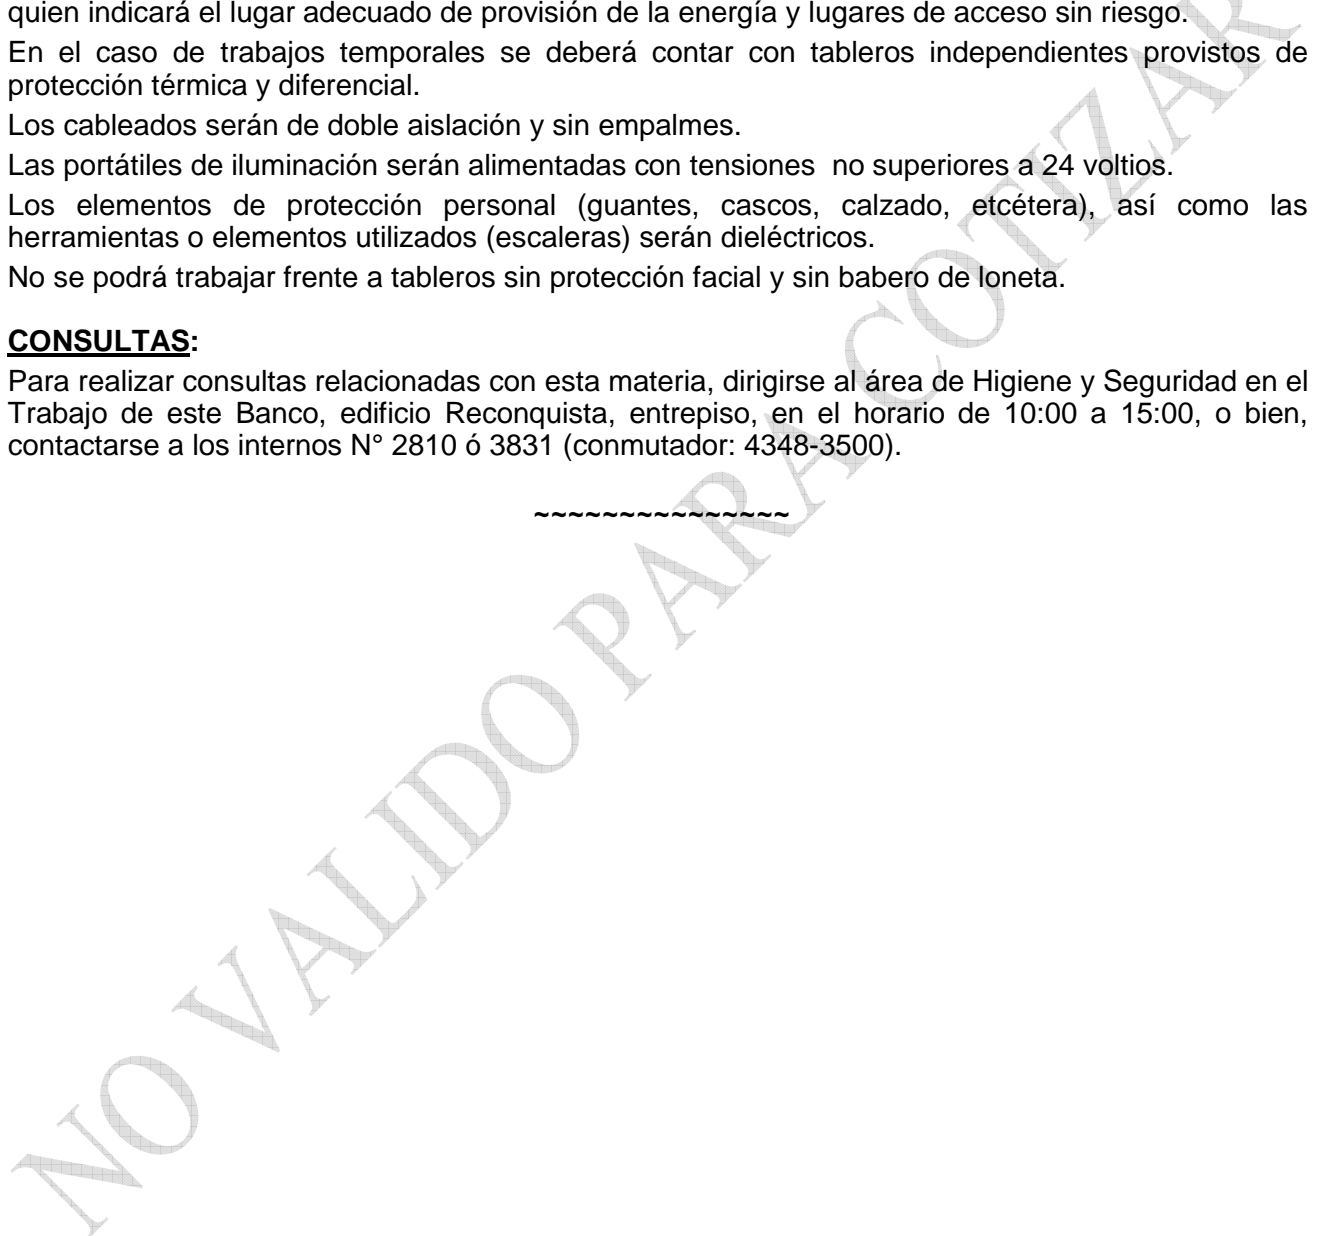 quien indicará el lugar adecuado de provisión de la energía y lugares de acceso sin riesgo.
En el caso de trabajos temporales se deberá contar con tableros independientes provistos de
protección térmica y diferencial.
Los cableados serán de doble aislación y sin empalmes.
Las portátiles de iluminación serán alimentadas con tensiones  no superiores a 24 voltios.
Los elementos de protección personal (guantes, cascos, calzado, etcétera), así como las
herramientas o elementos utilizados (escaleras) serán dieléctricos.
No se podrá trabajar frente a tableros sin protección facial y sin babero de loneta.
CONSULTAS:
Para realizar consultas relacionadas con esta materia, dirigirse al área de Higiene y Seguridad en el
Trabajo de este Banco, edificio Reconquista, entrepiso, en el horario de 10:00 a 15:00, o bien,
contactarse a los internos N° 2810 ó 3831 (conmutador: 4348-3500).
~~~~~~~~~~~~~~~
NO VALIDO PARA COTIZAR